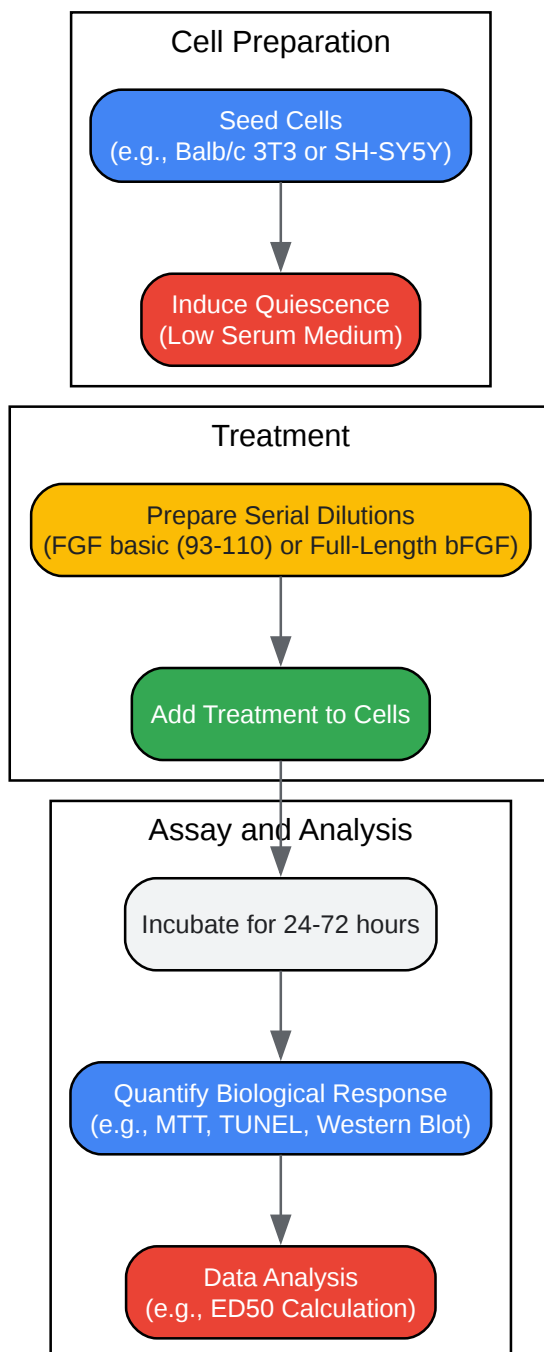 Cell Preparation
Seed Cells
(e.g., Balb/c 3T3 or SH-SY5Y)
Induce Quiescence
(Low Serum Medium)
Treatment
Prepare Serial Dilutions
(FGF basic (93-110) or Full-Length bFGF)
Add Treatment to Cells
Assay and Analysis
Incubate for 24-72 hours
Quantify Biological Response
(e.g., MTT, TUNEL, Western Blot)
Data Analysis
(e.g., ED50 Calculation)